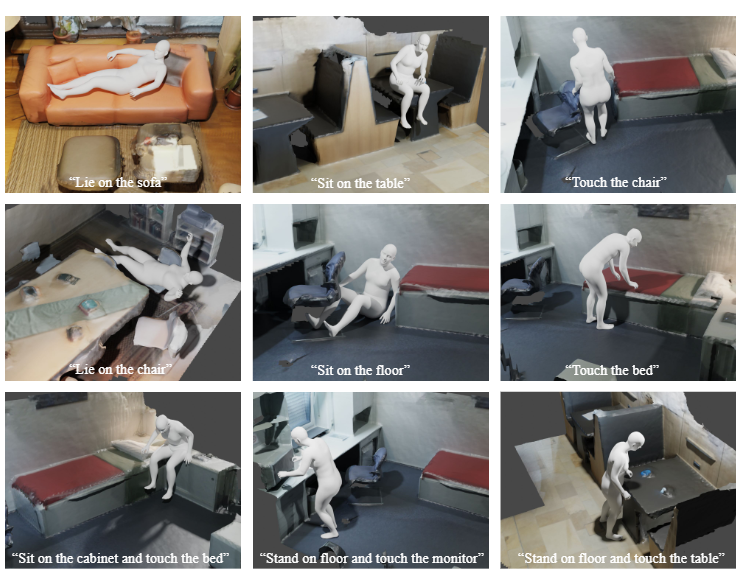 “Lie on the sofa”
“Sit on the table”
“Touch the chair”
“Lie on the chair”
“Sit on the floor”
“Touch the bed”
“Sit on the cabinet and touch the bed”
“Stand on floor and touch the monitor”
“Stand on floor and touch the table”